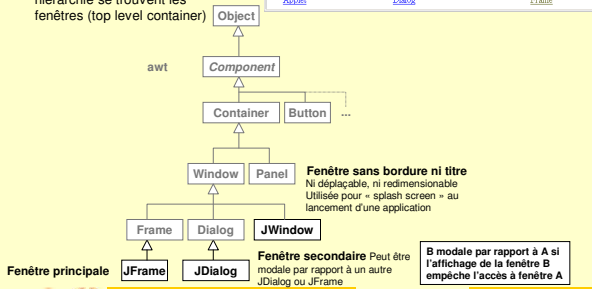 hiérarchie se trouvent les
fenêtres (top level container)
Applet
Dialog
Frame
Object
awt
Component
Container
Button
...
Window
Panel
Fenêtre sans bordure ni titre
Ni déplaçable, ni redimensionable
Utilisée pour « splash screen » au
lancement d'une application
Frame
Dialog
JWindow
Fenêtre principale
JFrame
JDialog
Fenêtre secondaire Peut être
modale par rapport à un autre
JDialog ou JFrame
B modale par rapport à A si
l'affichage de la fenêtre B
empêche l'accès à fenêtre A